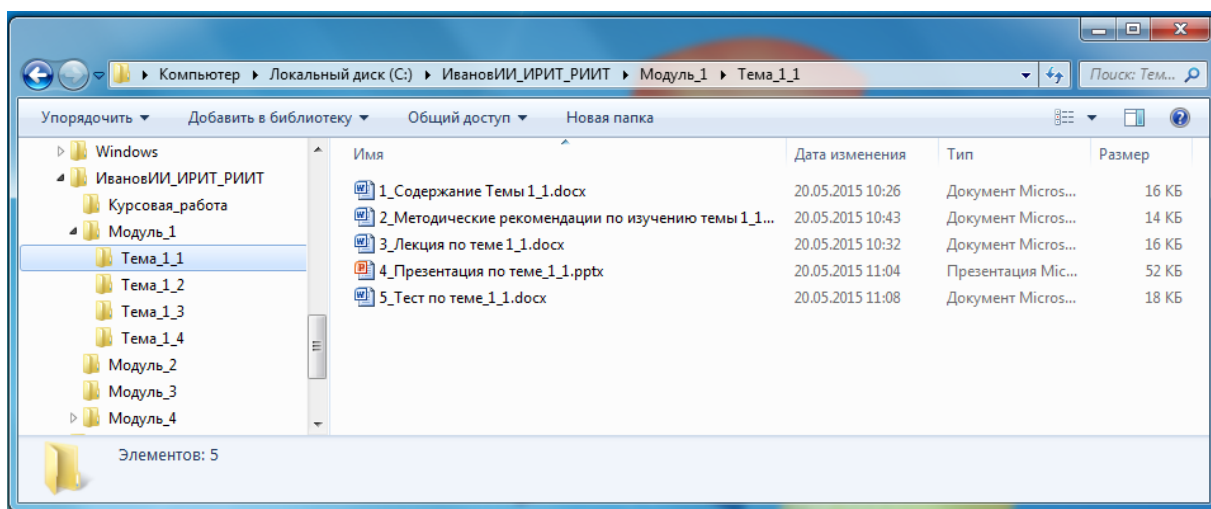 Компьютер ▸ Локальный диск (C:) ▸ ИвановИИ_ИРИТ_РИИТ ▸ Модуль_1 ▸ Тема_1_1
Поиск: Тем...
Упорядочить Добавить в библиотеку Общий доступ Новая папка
Windows
ИвановИИ_ИРИТ_РИИТ
Курсовая_работа
Модуль_1
Тема_1_1
Тема_1_2
Тема_1_3
Тема_1_4
Модуль_2
Модуль_3
Модуль_4
Имя Дата изменения Тип Размер
1_Содержание Темы 1_1.docx 20.05.2015 10:26 Документ Micros... 16 КБ
2_Методические рекомендации по изучению темы 1_1... 20.05.2015 10:43 Документ Micros... 14 КБ
3_Лекция по теме 1_1.docx 20.05.2015 10:32 Документ Micros... 16 КБ
4_Презентация по теме_1_1.pptx 20.05.2015 11:04 Презентация Mic... 52 КБ
5_Тест по теме_1_1.docx 20.05.2015 11:08 Документ Micros... 18 КБ
Элементов: 5